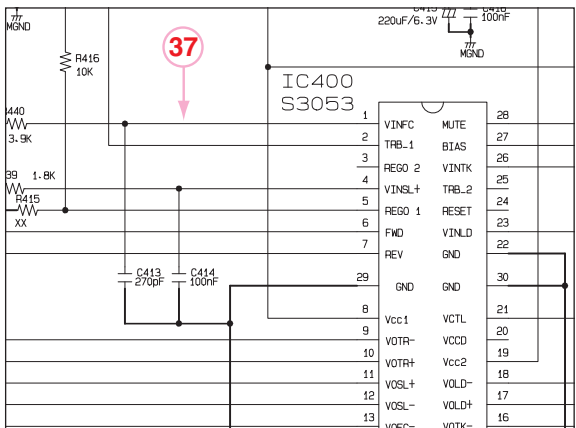 MGND
R416
10K
37
220uF/6.3V
100nF
MGND
IC400
S3053
3.9K
1.8K
R415
XX
C413
270pF
C414
100nF
1 VINFC MUTE 28
2 TRB_1 BIAS 27
3 REGO 2 VINTK 26
4 VINSL+ TRB_2 25
5 REGO 1 RESET 24
6 FWD VINLD 23
7 REV GND 22
29 GND GND 30
8 Vcc1 VCTL 21
9 VOTR- VCCD 20
10 VOTR+ Vcc2 19
11 VOSL+ VOLD- 18
12 VOSL- VOLD+ 17
13 VOFC- VOTK- 16